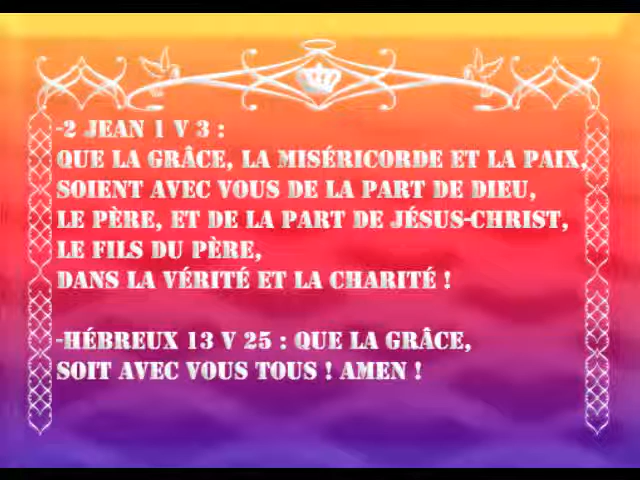 -2 JEAN 1 V 3 :
QUE LA GRÂCE, LA MISÉRICORDE ET LA PAIX,
SOIENT AVEC VOUS DE LA PART DE DIEU,
LE PÈRE, ET DE LA PART DE JÉSUS-CHRIST,
LE FILS DU PÈRE,
DANS LA VÉRITÉ ET LA CHARITÉ !
-HÉBREUX 13 V 25 : QUE LA GRÂCE,
SOIT AVEC VOUS TOUS ! AMEN !